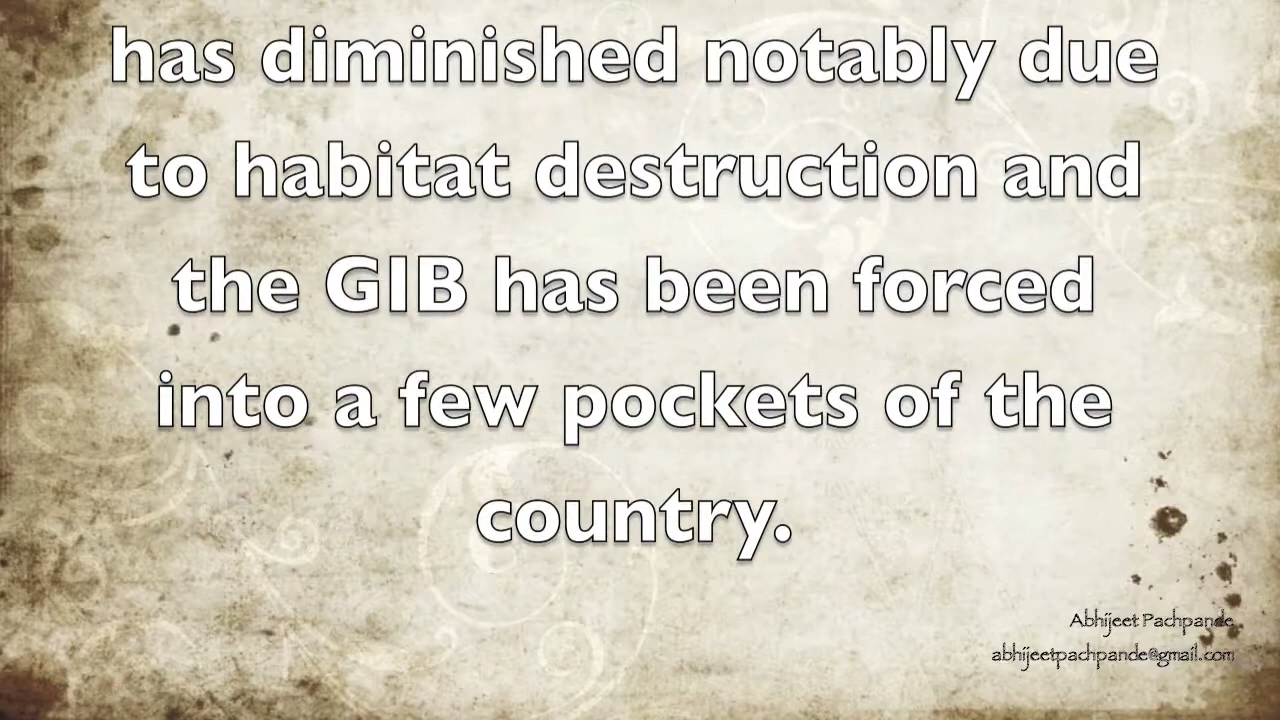 has diminished notably due
to habitat destruction and
the GIB has been forced
into a few pockets of the
country.
Abhijeet Pachpande
abhijeetpachpande@gmail.com